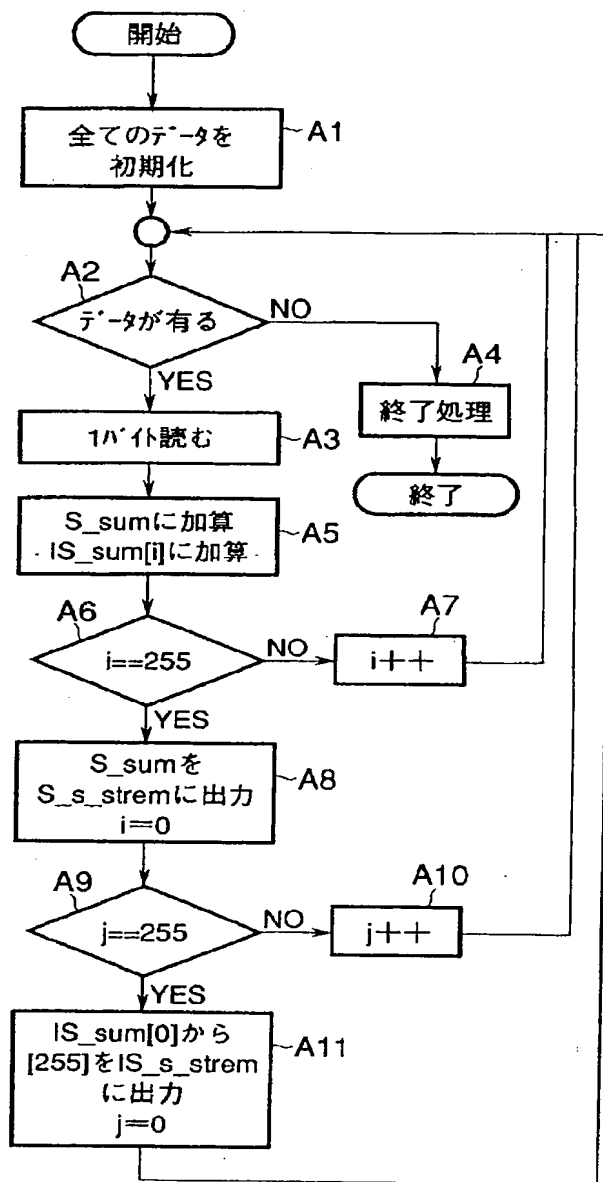 開始
全てのデータを
初期化
A1
A2
データが有る
NO
YES
A4
終了処理
終了
1バイト読む
A3
S_sumに加算
IS_sum[i]に加算
A5
A6
i==255
NO
A7
i++
YES
S_sumを
S_s_stremに出力
i=0
A8
A9
j==255
NO
A10
j++
YES
IS_sum[0]から
[255]をIS_s_strem
に出力
j=0
A11